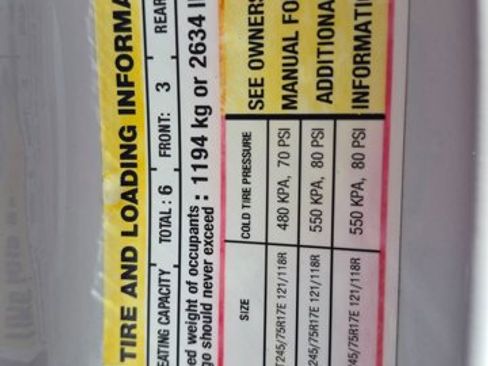 TIRE AND LOADING INFORMA
EATING CAPACITY TOTAL : 6 FRONT: 3 REAR
ed weight of occupants
go should never exceed : 1194 kg or 2634 l
SIZE COLD TIRE PRESSURE SEE OWNERS
T245/75R17E 121/118R 480 KPA, 70 PSI MANUAL FO
245/75R17E 121/118R 550 KPA, 80 PSI ADDITIONA
45/75R17E 121/118R 550 KPA, 80 PSI INFORMATI